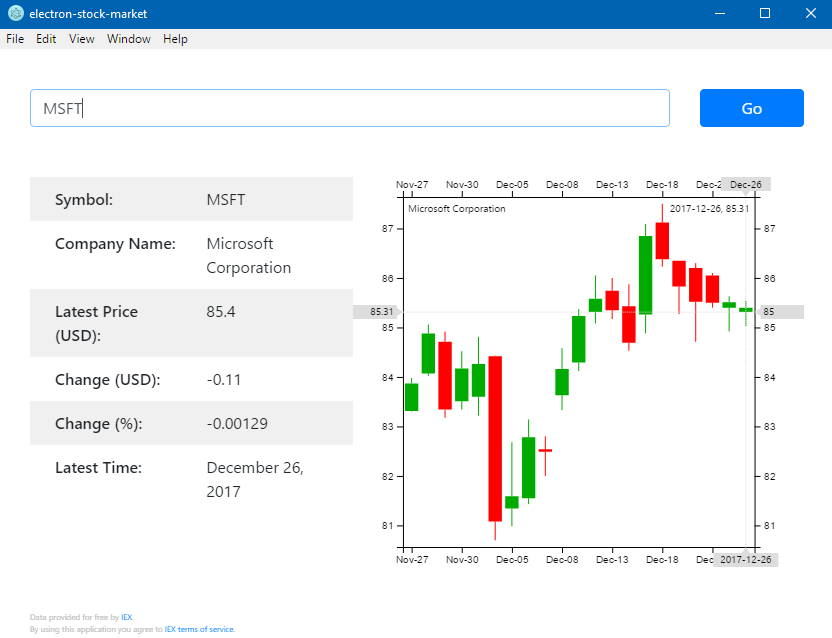 electron-stock-market
File Edit View Window Help
MSFT
Go
Symbol: MSFT
Company Name: Microsoft
Corporation
Latest Price 85.4
(USD):
Change (USD): -0.11
Change (%): -0.00129
Latest Time: December 26,
2017
Nov-27 Nov-30 Dec-05 Dec-08 Dec-13 Dec-18 Dec-2 Dec-26
Microsoft Corporation 2017-12-26, 85.31
87 87
86 86
85.31 85
85 85
84 84
83 83
82 82
81 81
Nov-27 Nov-30 Dec-05 Dec-08 Dec-13 Dec-18 Dec 2017-12-26
Data provided for free by IEX.
By using this application you agree to IEX terms of service.